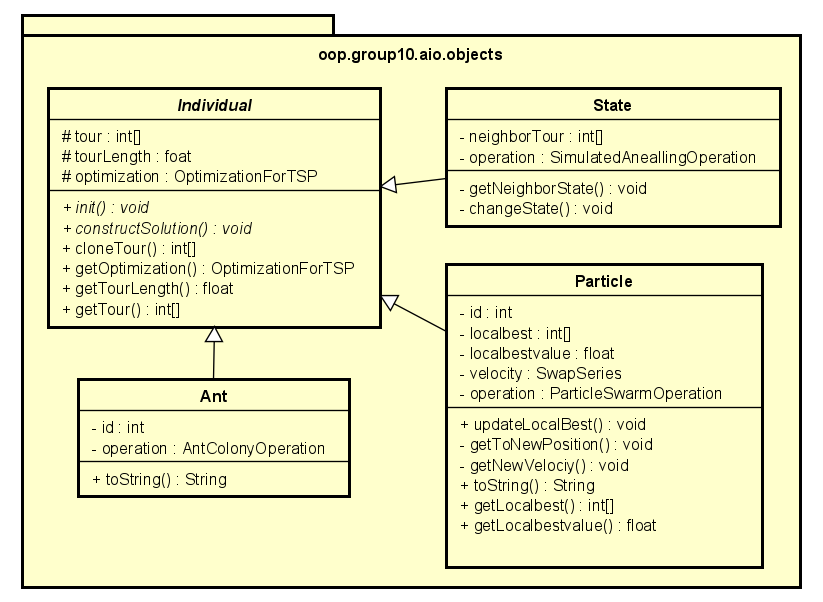 oop.group10.aio.objects
Individual
# tour : int[]
# tourLength : foat
# optimization : OptimizationForTSP
+ init() : void
+ constructSolution() : void
+ cloneTour() : int[]
+ getOptimization() : OptimizationForTSP
+ getTourLength() : float
+ getTour() : int[]
State
- neighborTour : int[]
- operation : SimulatedAneallingOperation
- getNeighborState() : void
- changeState() : void
Particle
- id : int
- localbest : int[]
- localbestvalue : float
- velocity : SwapSeries
- operation : ParticleSwarmOperation
+ updateLocalBest() : void
- getToNewPosition() : void
- getNewVelociy() : void
+ toString() : String
+ getLocalbest() : int[]
+ getLocalbestvalue() : float
Ant
- id : int
- operation : AntColonyOperation
+ toString() : String